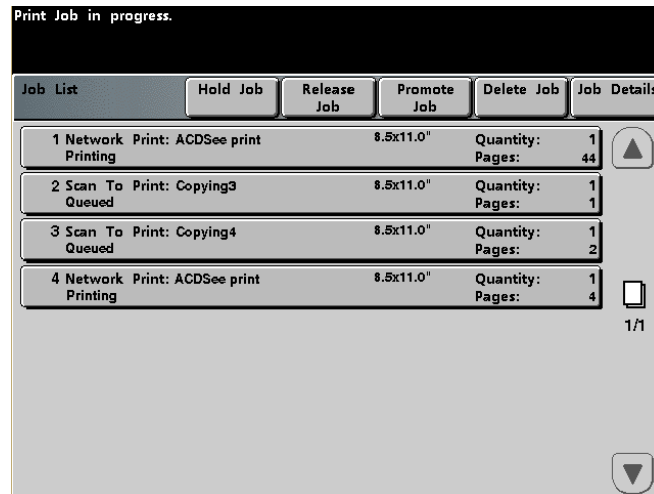 Print Job in progress.
Job List Hold Job Release Job Promote Job Delete Job Job Details
1 Network Print: ACDSee print 8.5x11.0" Quantity: 1
Printing Pages: 44
2 Scan To Print: Copying3 8.5x11.0" Quantity: 1
Queued Pages: 1
3 Scan To Print: Copying4 8.5x11.0" Quantity: 1
Queued Pages: 2
4 Network Print: ACDSee print 8.5x11.0" Quantity: 1
Printing Pages: 4
1/1